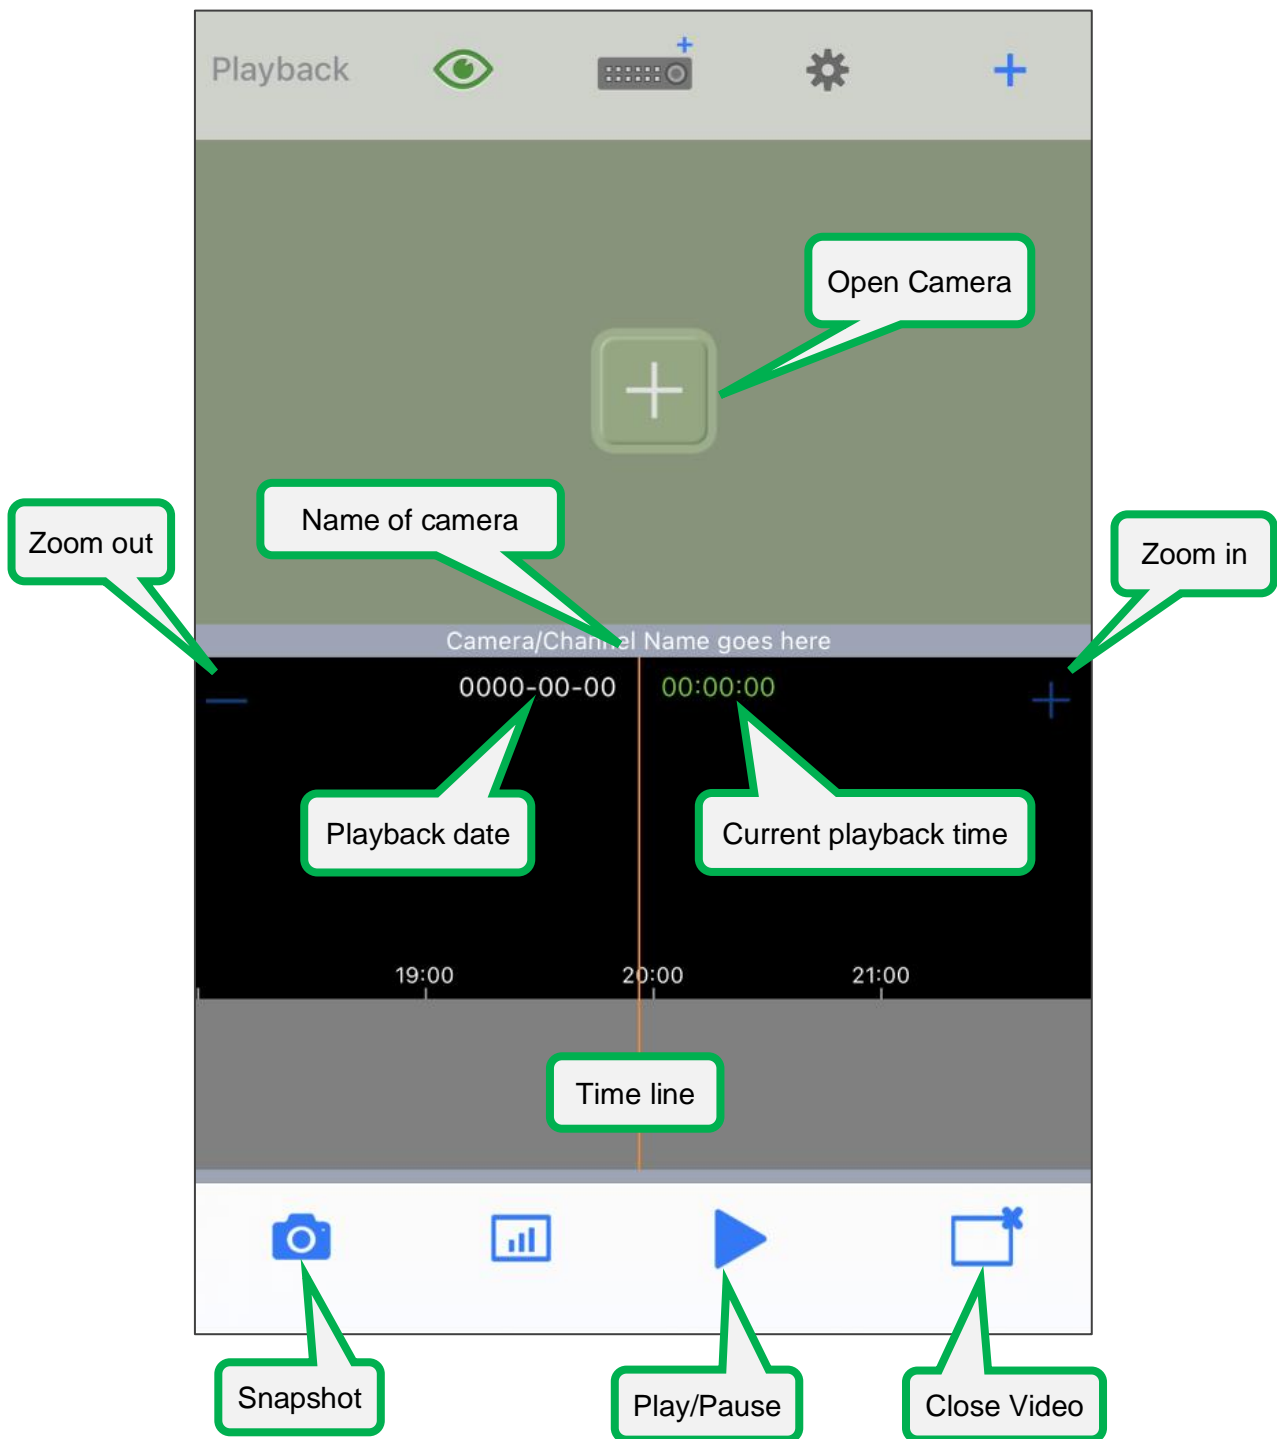 Playback
Open Camera
Name of camera
Zoom out
Zoom in
Camera/Channel Name goes here
0000-00-00 00:00:00
Playback date
Current playback time
19:00 20:00 21:00
Time line
Snapshot
Play/Pause
Close Video